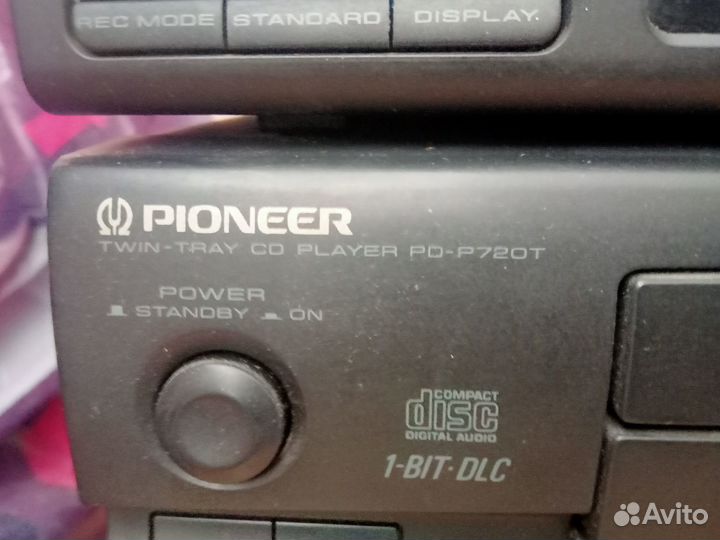 REC MODE STANDARD DISPLAY
PIONEER
TWIN-TRAY CD PLAYER PD-P720T
POWER
STANDBY ON
COMPACT
disc
DIGITAL AUDIO
1-BIT·DLC
Avito